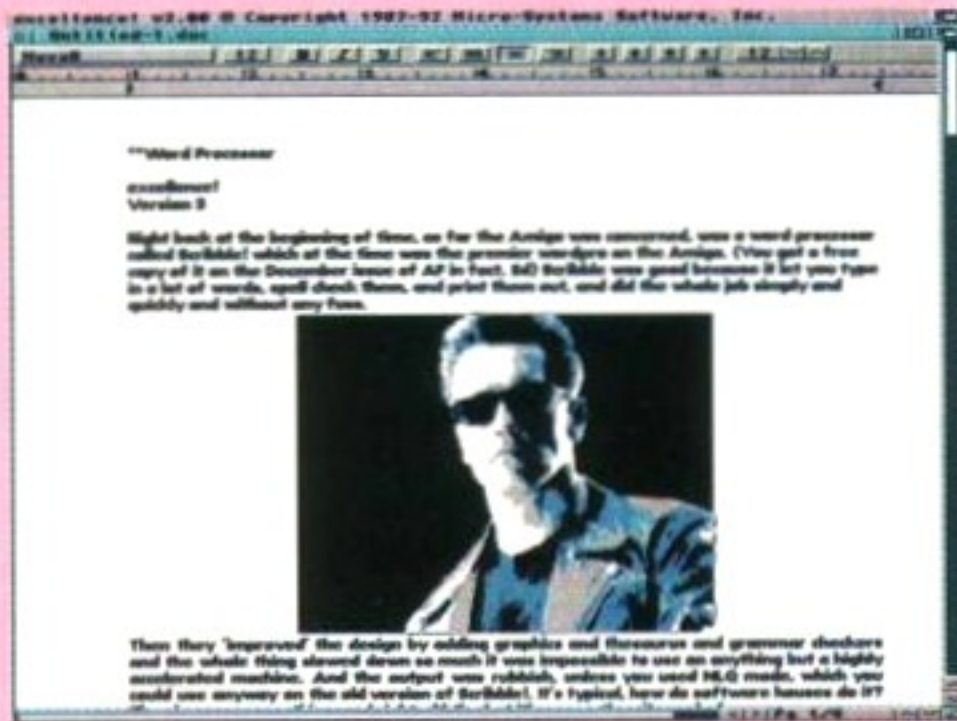 excellence! v2.00 © Copyright 1987-92 Micro-Systems Software, Inc.
Untitled-1.doc
12 B I U
**Word Processor
excellence!
Version 3
Right back at the beginning of time, as far the Amiga was concerned, was a word processor
called Scribble! which at the time was the premier wordpro on the Amiga. (You got a free
copy of it on the December issue of AF in fact. Ed) Scribble was good because it let you type
in a lot of words, spell check them, and print them out, and did the whole job simply and
quickly and without any fuss.
Then they 'improved' the design by adding graphics and thesaurus and grammar checkers
and the whole thing slowed down so much it was impossible to use on anything but a highly
accelerated machine. And the output was rubbish, unless you used NLQ mode, which you
could use anyway on the old version of Scribble!. It's typical, how do software houses do it?